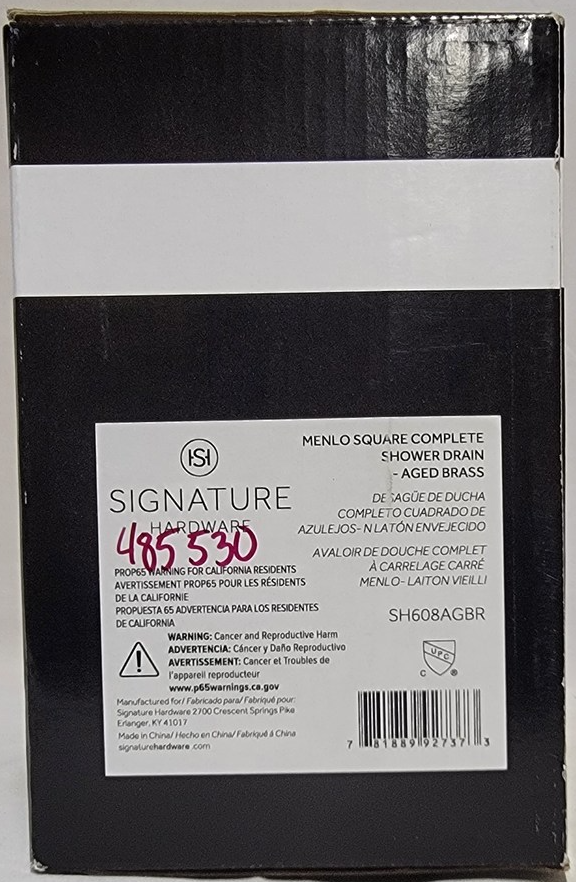 SIGNATURE
HARDWARE
485530
PROP65 WARNING FOR CALIFORNIA RESIDENTS
AVERTISSEMENT PROP65 POUR LES RÉSIDENTS
DE LA CALIFORNIE
PROPUESTA 65 ADVERTENCIA PARA LOS RESIDENTES
DE CALIFORNIA
WARNING: Cancer and Reproductive Harm
ADVERTENCIA: Cáncer y Daño Reproductivo
AVERTISSEMENT: Cancer et Troubles de
l'appareil reproducteur
www.p65warnings.ca.gov
Manufactured for/ Fabricado para/ Fabriqué pour:
Signature Hardware 2700 Crescent Springs Pike
Erlanger, KY 41017
Made in China/ Hecho en China/ Fabriqué à China
signaturehardware.com
MENLO SQUARE COMPLETE
SHOWER DRAIN
- AGED BRASS
DESAGÜE DE DUCHA
COMPLETO CUADRADO DE
AZULEJOS- N LATÓN ENVEJECIDO
AVALOIR DE DOUCHE COMPLET
À CARRELAGE CARRÉ
MENLO- LAITON VIEILLI
SH608AGBR
UPC
C ®
7 81889 92737 3